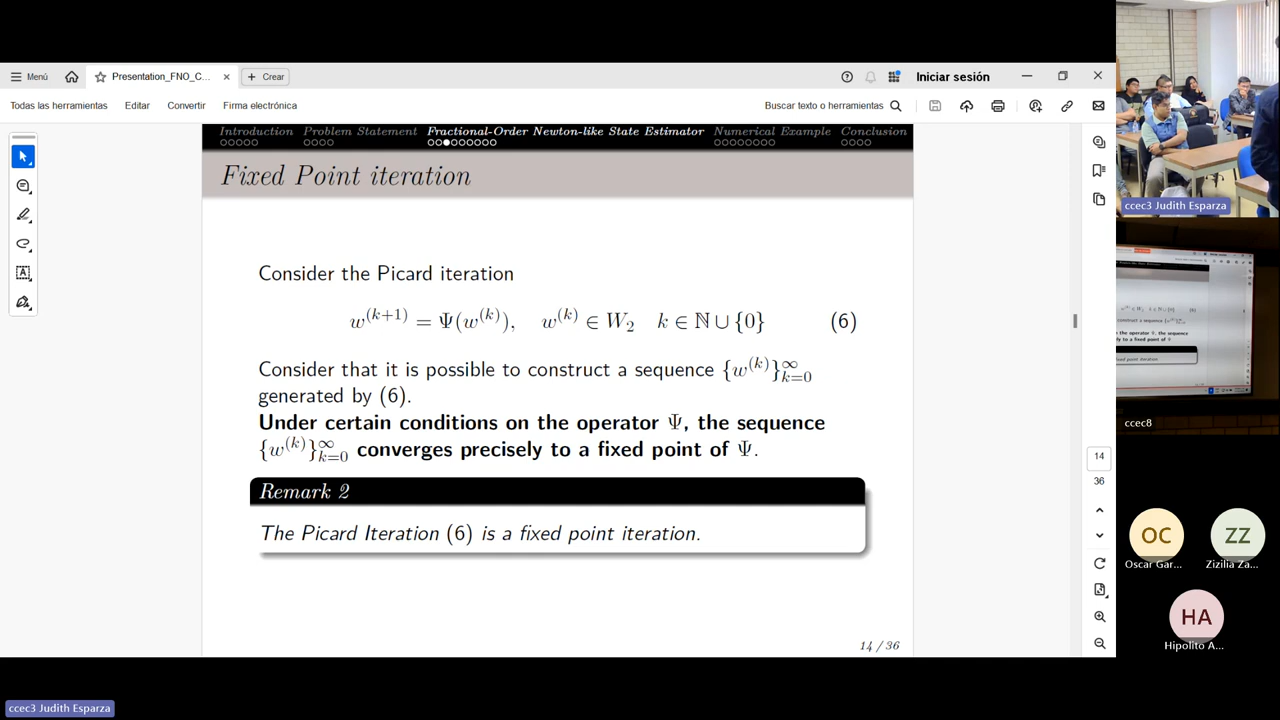 Menú
Presentation_FNO_C...
Crear
Iniciar sesión
Todas las herramientas
Editar
Convertir
Firma electrónica
Buscar texto o herramientas
Introduction Problem Statement Fractional-Order Newton-like State Estimator Numerical Example Conclusion
Fixed Point iteration
Consider the Picard iteration
w^(k+1) = Ψ(w^(k)), w^(k) ∈ W₂ k ∈ ℕ ∪ {0} (6)
Consider that it is possible to construct a sequence {w^(k)}^∞_{k=0}
generated by (6).
Under certain conditions on the operator Ψ, the sequence
{w^(k)}^∞_{k=0} converges precisely to a fixed point of Ψ.
Remark 2
The Picard Iteration (6) is a fixed point iteration.
14 / 36
14
36
ccec3 Judith Esparza
ccec8
OC
Oscar Gar...
ZZ
Zizilia Za...
HA
Hipolito A...
ccec3 Judith Esparza